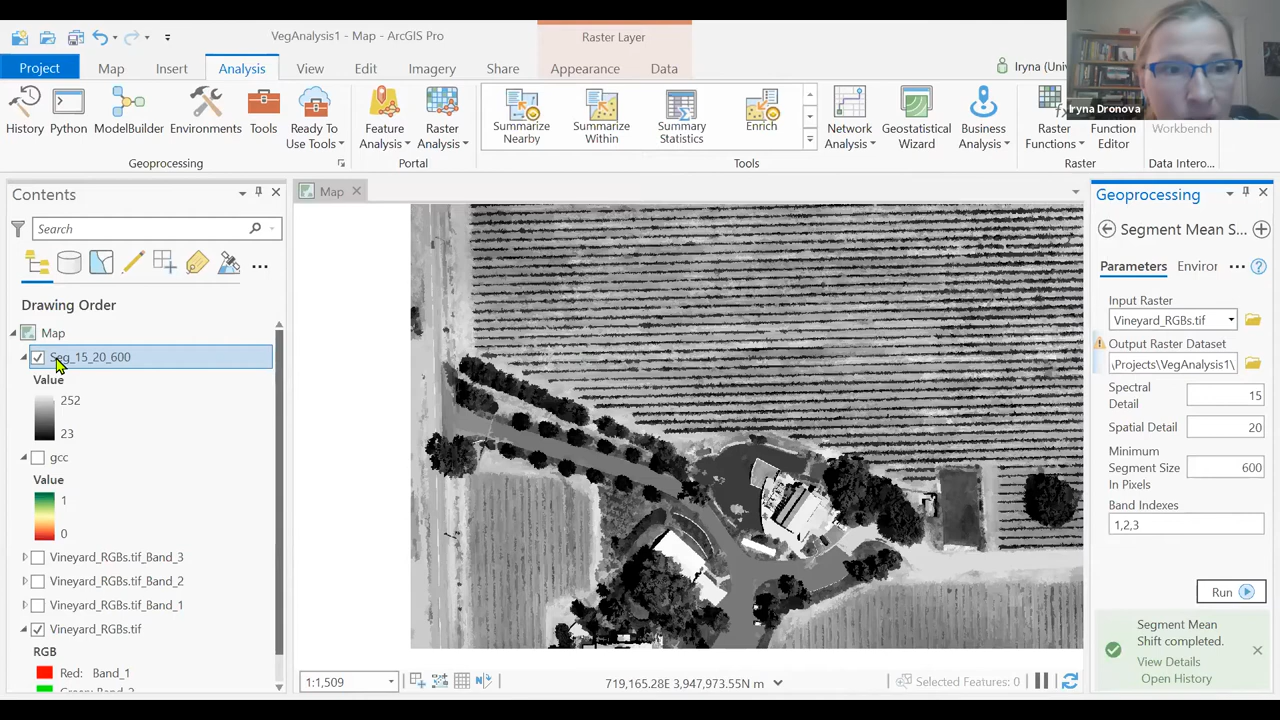 VegAnalysis1 - Map - ArcGIS Pro
Raster Layer
Project
Map
Insert
Analysis
View
Edit
Imagery
Share
Appearance
Data
Iryna (Univ
Iryna Dronova
History
Python
ModelBuilder
Environments
Tools
Ready To
Use Tools
Feature
Analysis
Raster
Analysis
Summarize
Nearby
Summarize
Within
Summary
Statistics
Enrich
Network
Analysis
Geostatistical
Wizard
Business
Analysis
Raster
Functions
Function
Editor
Workbench
Geoprocessing
Portal
Tools
Raster
Data Intero...
Contents
Search
Drawing Order
Map
Seg_15_20_600
Value
252
23
gcc
Value
1
0
Vineyard_RGBs.tif_Band_3
Vineyard_RGBs.tif_Band_2
Vineyard_RGBs.tif_Band_1
Vineyard_RGBs.tif
RGB
Red: Band_1
Map
1:1,509
719,165.28E 3,947,973.55N m
Selected Features: 0
Geoprocessing
Segment Mean S...
Parameters
Environ
Input Raster
Vineyard_RGBs.tif
Output Raster Dataset
\Projects\VegAnalysis1\
Spectral
Detail
15
Spatial Detail
20
Minimum
Segment Size
In Pixels
600
Band Indexes
1,2,3
Run
Segment Mean
Shift completed.
View Details
Open History